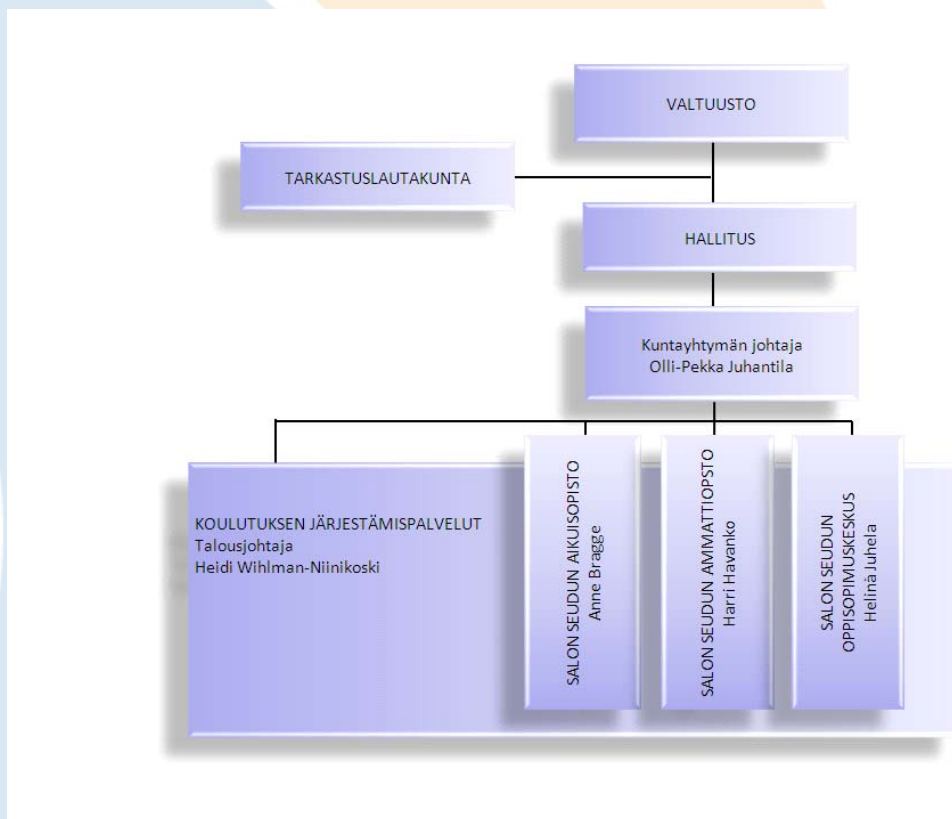 VALTUUSTO
TARKASTUSLAUTAKUNTA
HALLITUS
Kuntayhtymän johtaja
Olli-Pekka Juhantila
KOULUTUKSEN JÄRJESTÄMISPALVELUT
Talousjohtaja
Heidi Wihlman-Niinikoski
SALON SEUDUN AIKUISOPISTO
Anne Bragge
SALON SEUDUN AMMATTIOPSTO
Harri Havanko
SALON SEUDUN
OPPISOPIMUSKESKUS
Helinä Juhela